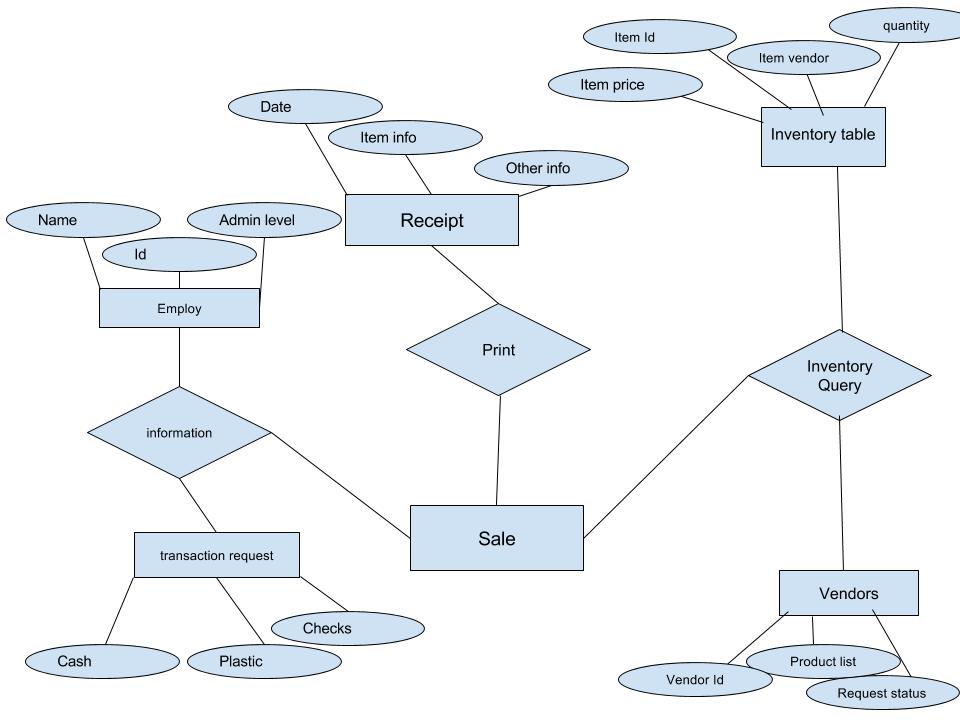 quantity
Item Id
Item vendor
Item price
Date
Inventory table
Item info
Other info
Name
Admin level
Receipt
Id
Employ
Print
Inventory
Query
information
Sale
transaction request
Vendors
Checks
Cash
Plastic
Product list
Vendor Id
Request status